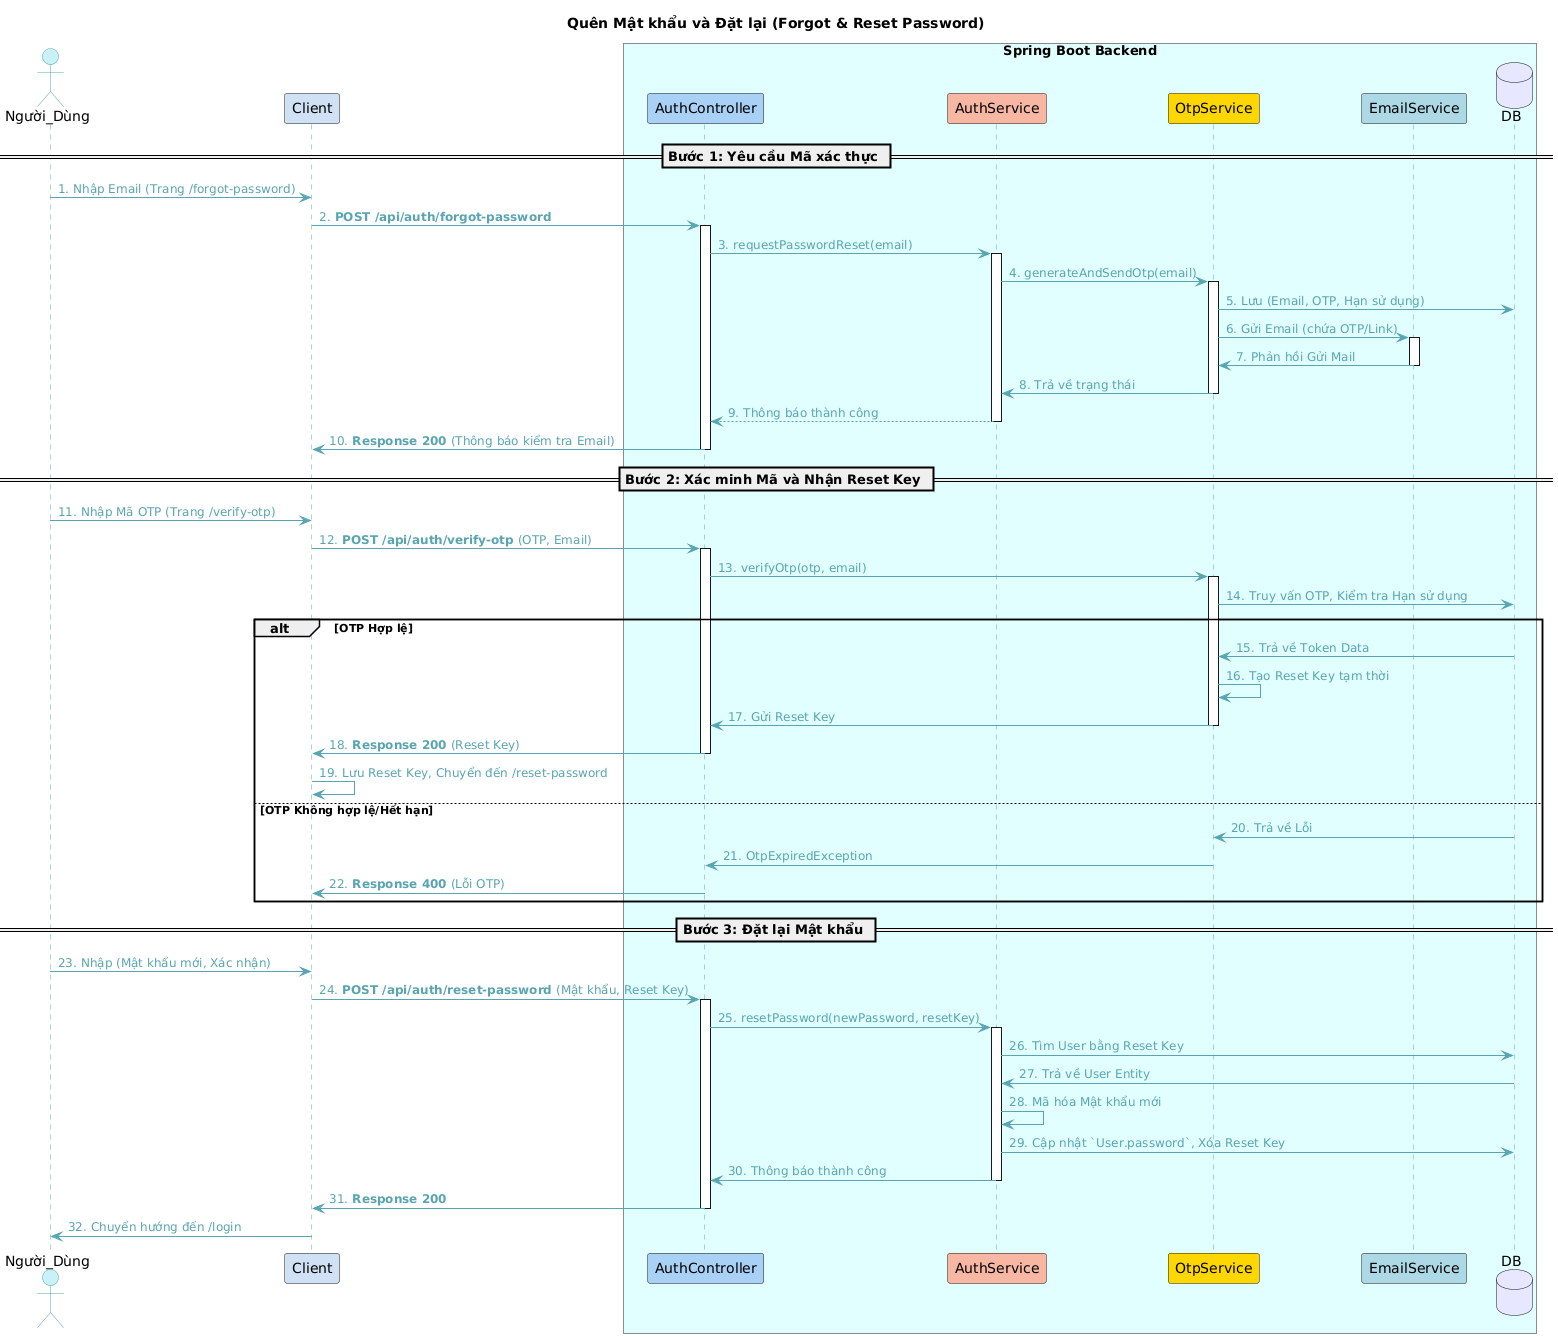 Quên Mật khẩu và Đặt lại (Forgot & Reset Password)
Spring Boot Backend
Người_Dùng
Client
AuthController
AuthService
OtpService
EmailService
DB
Bước 1: Yêu cầu Mã xác thực
1. Nhập Email (Trang /forgot-password)
2. POST /api/auth/forgot-password
3. requestPasswordReset(email)
4. generateAndSendOtp(email)
5. Lưu (Email, OTP, Hạn sử dụng)
6. Gửi Email (chứa OTP/Link)
7. Phản hồi Gửi Mail
8. Trả về trạng thái
9. Thông báo thành công
10. Response 200 (Thông báo kiểm tra Email)
Bước 2: Xác minh Mã và Nhận Reset Key
11. Nhập Mã OTP (Trang /verify-otp)
12. POST /api/auth/verify-otp (OTP, Email)
13. verifyOtp(otp, email)
14. Truy vấn OTP, Kiểm tra Hạn sử dụng
alt [OTP Hợp lệ]
15. Trả về Token Data
16. Tạo Reset Key tạm thời
17. Gửi Reset Key
18. Response 200 (Reset Key)
19. Lưu Reset Key, Chuyển đến /reset-password
[OTP Không hợp lệ/Hết hạn]
20. Trả về Lỗi
21. OtpExpiredException
22. Response 400 (Lỗi OTP)
Bước 3: Đặt lại Mật khẩu
23. Nhập (Mật khẩu mới, Xác nhận)
24. POST /api/auth/reset-password (Mật khẩu, Reset Key)
25. resetPassword(newPassword, resetKey)
26. Tìm User bằng Reset Key
27. Trả về User Entity
28. Mã hóa Mật khẩu mới
29. Cập nhật `User.password`, Xóa Reset Key
30. Thông báo thành công
31. Response 200
32. Chuyển hướng đến /login
Người_Dùng
Client
AuthController
AuthService
OtpService
EmailService
DB